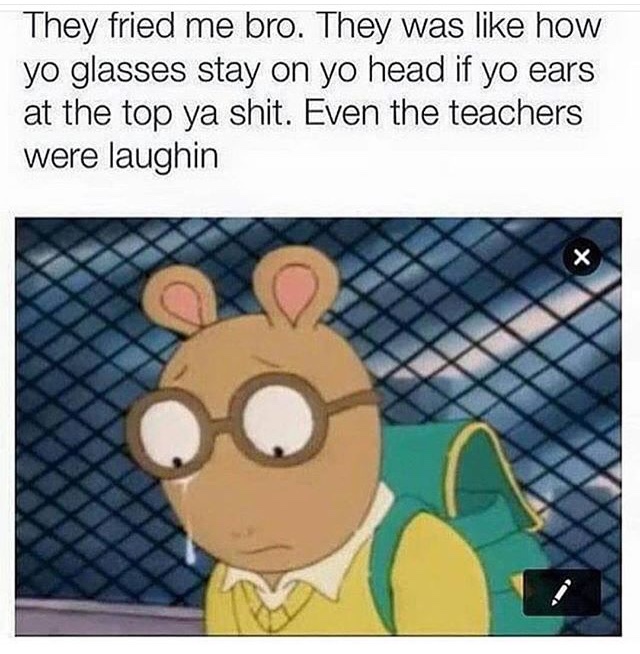 They fried me bro. They was like how
yo glasses stay on yo head if yo ears
at the top ya shit. Even the teachers
were laughin